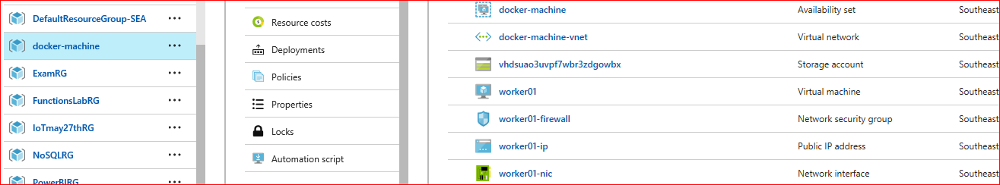 DefaultResourceGroup-SEA
docker-machine
ExamRG
FunctionsLabRG
IoTmay27thRG
NoSQLRG
PowerBIRG
Resource costs
Deployments
Policies
Properties
Locks
Automation script
docker-machine Availability set Southeast
docker-machine-vnet Virtual network Southeast
vhdsuao3uvpf7wbr3zdgowbx Storage account Southeast
worker01 Virtual machine Southeast
worker01-firewall Network security group Southeast
worker01-ip Public IP address Southeast
worker01-nic Network interface Southeast